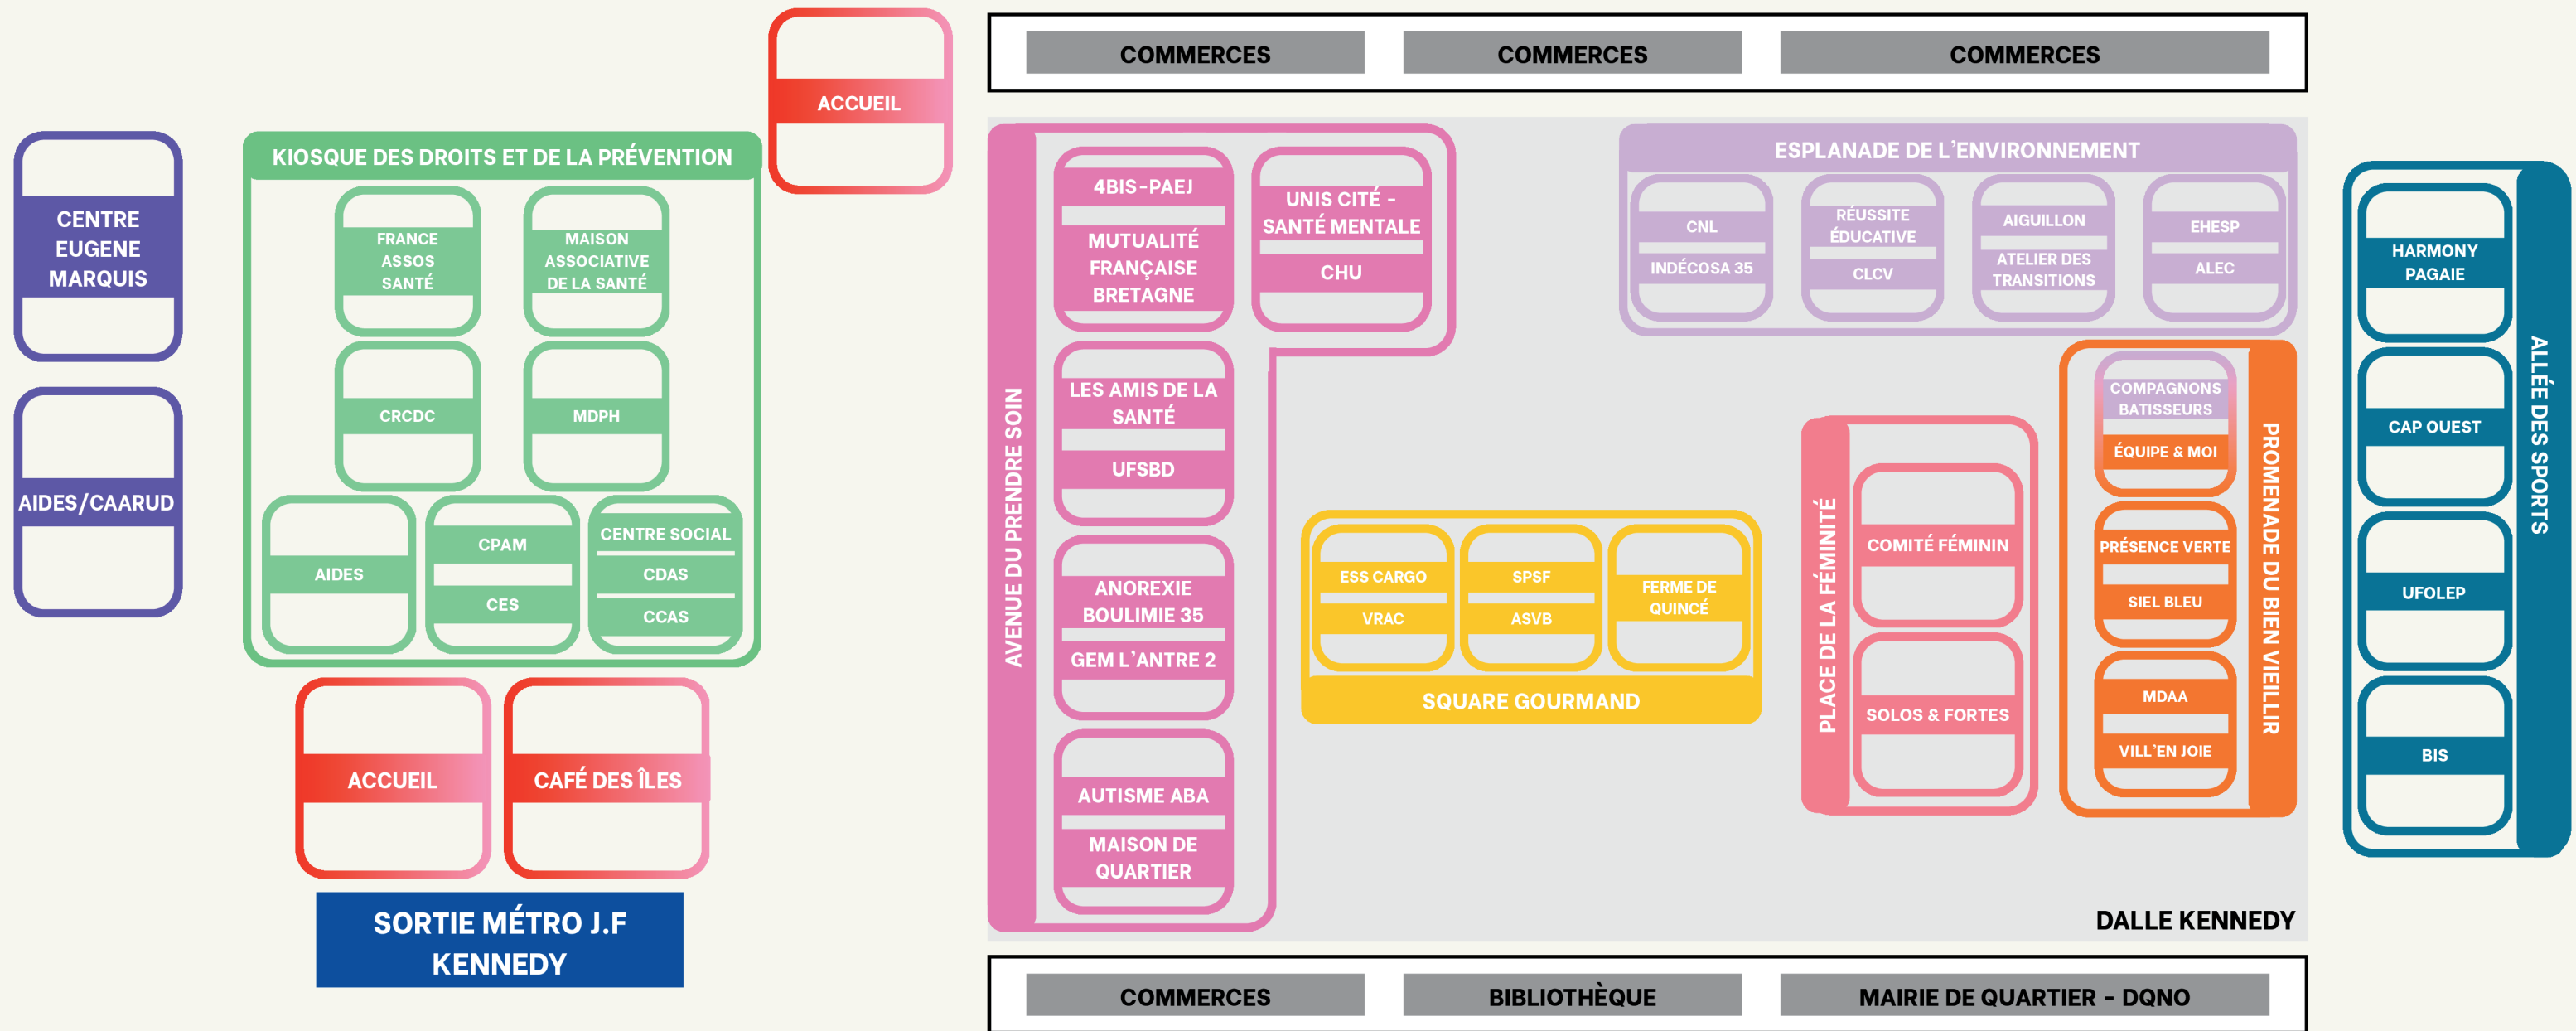 COMMERCES
COMMERCES
COMMERCES
ACCUEIL
CENTRE
EUGENE
MARQUIS
AIDES/CAARUD
KIOSQUE DES DROITS ET DE LA PRÉVENTION
FRANCE
ASSOS
SANTÉ
MAISON
ASSOCIATIVE
DE LA SANTÉ
CRCDC
MDPH
AIDES
CPAM
CES
CENTRE SOCIAL
CDAS
CCAS
ACCUEIL
CAFÉ DES ÎLES
SORTIE MÉTRO J.F
KENNEDY
AVENUE DU PRENDRE SOIN
4BIS-PAEJ
MUTUALITÉ
FRANÇAISE
BRETAGNE
UNIS CITÉ -
SANTÉ MENTALE
CHU
LES AMIS DE LA
SANTÉ
UFSBD
ANOREXIE
BOULIMIE 35
GEM L'ANTRE 2
AUTISME ABA
MAISON DE
QUARTIER
ESPLANADE DE L'ENVIRONNEMENT
CNL
INDÉCOSA 35
RÉUSSITE
ÉDUCATIVE
CLCV
AIGUILLON
ATELIER DES
TRANSITIONS
EHESP
ALEC
ESS CARGO
VRAC
SPSF
ASVB
FERME DE
QUINCÉ
SQUARE GOURMAND
PLACE DE LA FÉMINITÉ
COMITÉ FÉMININ
SOLOS & FORTES
COMPAGNONS
BATISSEURS
ÉQUIPE & MOI
PRÉSENCE VERTE
SIEL BLEU
MDAA
VILL'EN JOIE
PROMENADE DU BIEN VIEILLIR
HARMONY
PAGAIE
CAP OUEST
UFOLEP
BIS
ALLÉE DES SPORTS
DALLE KENNEDY
COMMERCES
BIBLIOTHÈQUE
MAIRIE DE QUARTIER - DQNO